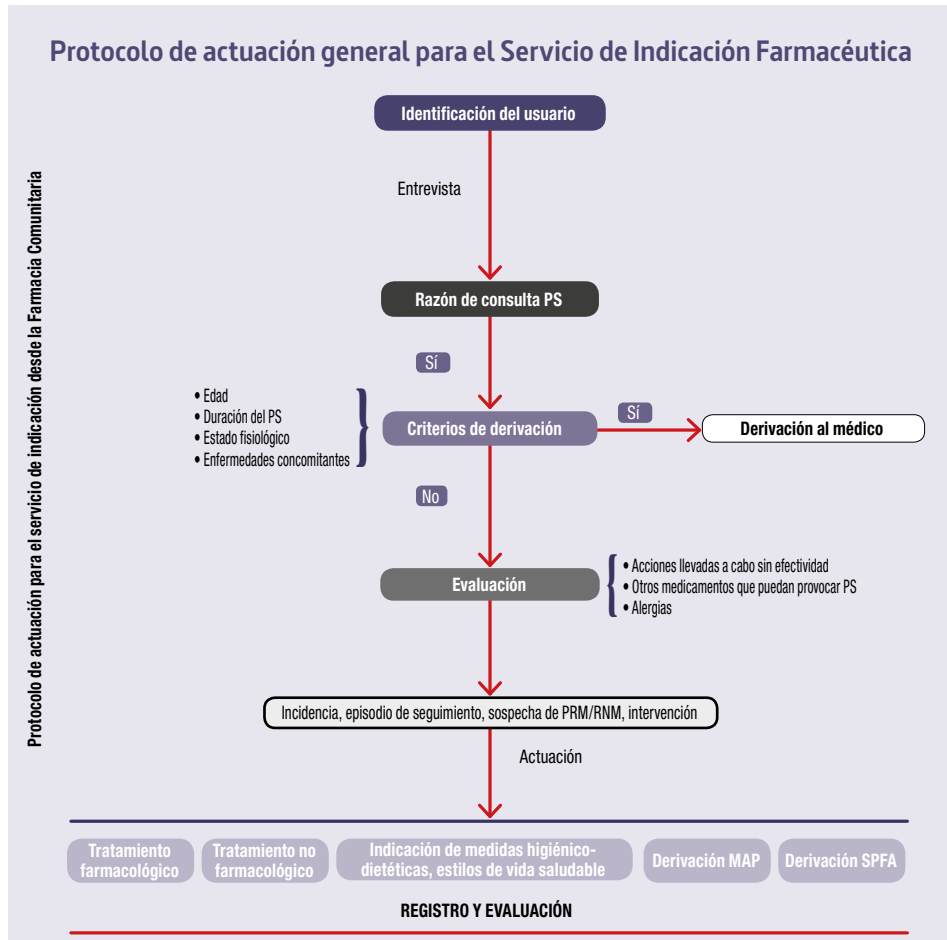 Protocolo de actuación general para el Servicio de Indicación Farmacéutica
Protocolo de actuación para el servicio de indicación desde la Farmacia Comunitaria
Identificación del usuario
Entrevista
Razón de consulta PS
Sí
• Edad
• Duración del PS
• Estado fisiológico
• Enfermedades concomitantes
Criterios de derivación
Sí
Derivación al médico
No
Evaluación
• Acciones llevadas a cabo sin efectividad
• Otros medicamentos que puedan provocar PS
• Alergias
Incidencia, episodio de seguimiento, sospecha de PRM/RNM, intervención
Actuación
Tratamiento
farmacológico
Tratamiento no
farmacológico
Indicación de medidas higiénico-
dietéticas, estilos de vida saludable
Derivación MAP
Derivación SPFA
REGISTRO Y EVALUACIÓN